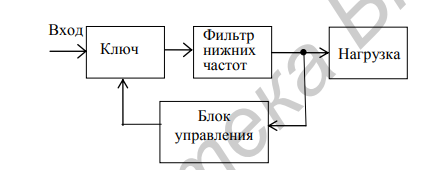 Вход
Ключ
Фильтр
нижних
частот
Нагрузка
Блок
управления